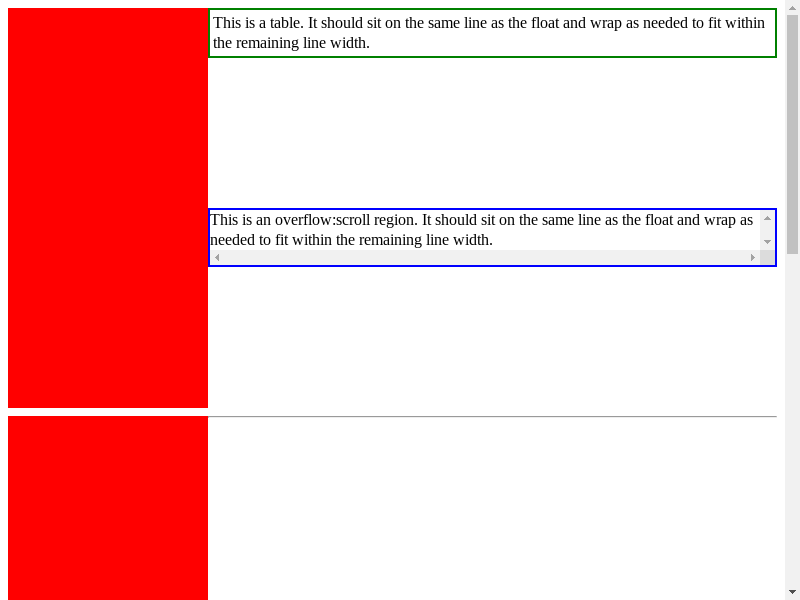 This is a table. It should sit on the same line as the float and wrap as needed to fit within
the remaining line width.
This is an overflow:scroll region. It should sit on the same line as the float and wrap as
needed to fit within the remaining line width.